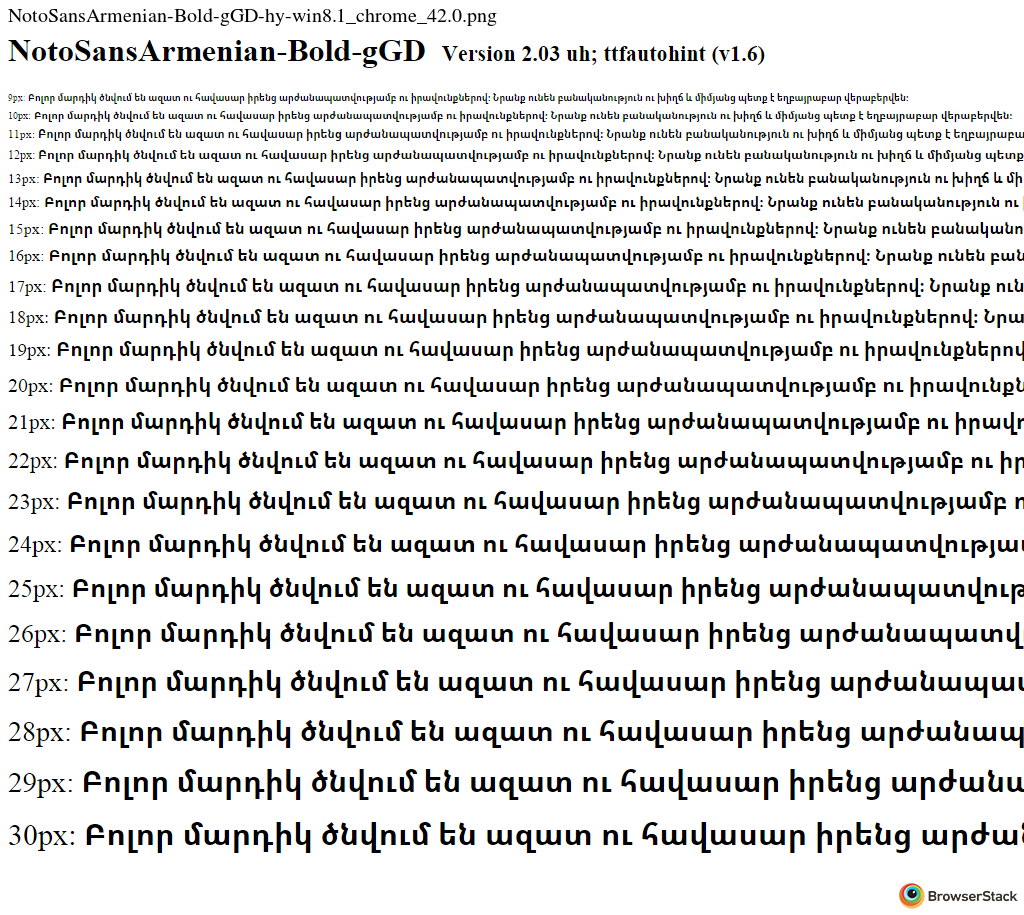 NotoSansArmenian-Bold-gGD-hy-win8.1_chrome_42.0.png
NotoSansArmenian-Bold-gGD Version 2.03 uh; ttfautohint (v1.6)
9px: Բոլոր մարդիկ ծնվում են ազատ ու հավասար իրենց արժանապատվությամբ ու իրավունքներով: Նրանք ունեն բանականություն ու խիղճ և միմյանց պետք է եղբայրաբար վերաբերվեն:
10px: Բոլոր մարդիկ ծնվում են ազատ ու հավասար իրենց արժանապատվությամբ ու իրավունքներով: Նրանք ունեն բանականություն ու խիղճ և միմյանց պետք է եղբայրաբար վերաբերվեն:
11px: Բոլոր մարդիկ ծնվում են ազատ ու հավասար իրենց արժանապատվությամբ ու իրավունքներով: Նրանք ունեն բանականություն ու խիղճ և միմյանց պետք է եղբայրաբա
12px: Բոլոր մարդիկ ծնվում են ազատ ու հավասար իրենց արժանապատվությամբ ու իրավունքներով: Նրանք ունեն բանականություն ու խիղճ և միմյանց պետք
13px: Բոլոր մարդիկ ծնվում են ազատ ու հավասար իրենց արժանապատվությամբ ու իրավունքներով: Նրանք ունեն բանականություն ու խիղճ և մի
14px: Բոլոր մարդիկ ծնվում են ազատ ու հավասար իրենց արժանապատվությամբ ու իրավունքներով: Նրանք ունեն բանականություն ու
15px: Բոլոր մարդիկ ծնվում են ազատ ու հավասար իրենց արժանապատվությամբ ու իրավունքներով: Նրանք ունեն բանականո
16px: Բոլոր մարդիկ ծնվում են ազատ ու հավասար իրենց արժանապատվությամբ ու իրավունքներով: Նրանք ունեն բան
17px: Բոլոր մարդիկ ծնվում են ազատ ու հավասար իրենց արժանապատվությամբ ու իրավունքներով: Նրանք ուն
18px: Բոլոր մարդիկ ծնվում են ազատ ու հավասար իրենց արժանապատվությամբ ու իրավունքներով: Նրա
19px: Բոլոր մարդիկ ծնվում են ազատ ու հավասար իրենց արժանապատվությամբ ու իրավունքներով
20px: Բոլոր մարդիկ ծնվում են ազատ ու հավասար իրենց արժանապատվությամբ ու իրավունքն
21px: Բոլոր մարդիկ ծնվում են ազատ ու հավասար իրենց արժանապատվությամբ ու իրավո
22px: Բոլոր մարդիկ ծնվում են ազատ ու հավասար իրենց արժանապատվությամբ ու իր
23px: Բոլոր մարդիկ ծնվում են ազատ ու հավասար իրենց արժանապատվությամբ ո
24px: Բոլոր մարդիկ ծնվում են ազատ ու հավասար իրենց արժանապատվությա
25px: Բոլոր մարդիկ ծնվում են ազատ ու հավասար իրենց արժանապատվութ
26px: Բոլոր մարդիկ ծնվում են ազատ ու հավասար իրենց արժանապատվ
27px: Բոլոր մարդիկ ծնվում են ազատ ու հավասար իրենց արժանապա
28px: Բոլոր մարդիկ ծնվում են ազատ ու հավասար իրենց արժանապ
29px: Բոլոր մարդիկ ծնվում են ազատ ու հավասար իրենց արժանա
30px: Բոլոր մարդիկ ծնվում են ազատ ու հավասար իրենց արժան
BrowserStack